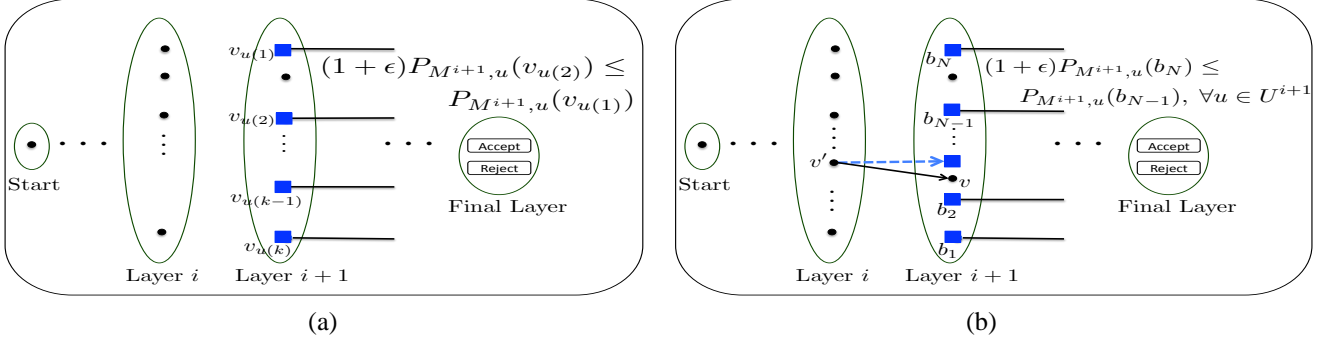 v_{u(1)}
(1 + ϵ)P_{M^{i+1},u}(v_{u(2)}) ≤
P_{M^{i+1},u}(v_{u(1)})
v_{u(2)}
Accept
Reject
Start
v_{u(k−1)}
Final Layer
v_{u(k)}
Layer i
Layer i + 1
(a)
b_N
(1 + ϵ)P_{M^{i+1},u}(b_N) ≤
P_{M^{i+1},u}(b_{N−1}), ∀u ∈ U^{i+1}
b_{N−1}
Accept
v′
Reject
Start
v
b_2
Final Layer
b_1
Layer i
Layer i + 1
(b)